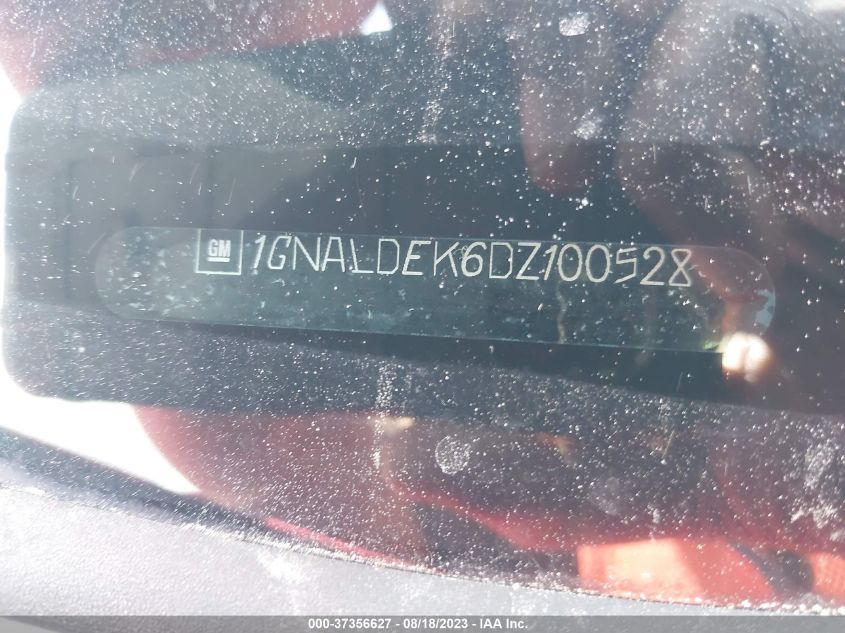 GM 1GNALDEK6DZ100528
000-37356627 - 08/18/2023 - IAA Inc.